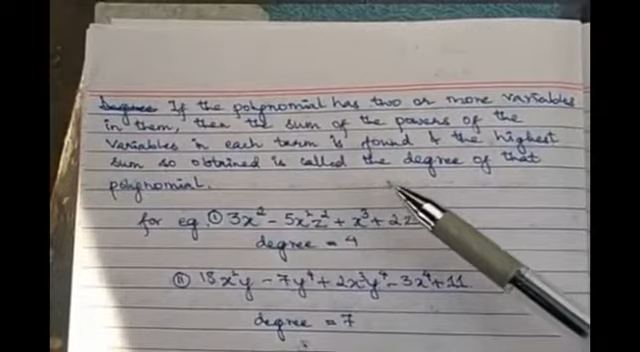 Degree If the polynomial has two or more variables
in them, then the sum of the powers of the
variables in each term is found & the highest
sum so obtained is called the degree of that
polynomial.
for eg. ① 3x² - 5x²z² + x³ + 2z
degree = 4
② 18x²y - 7y⁴ + 2x³y⁴ - 3x⁴ + 11
degree = 7